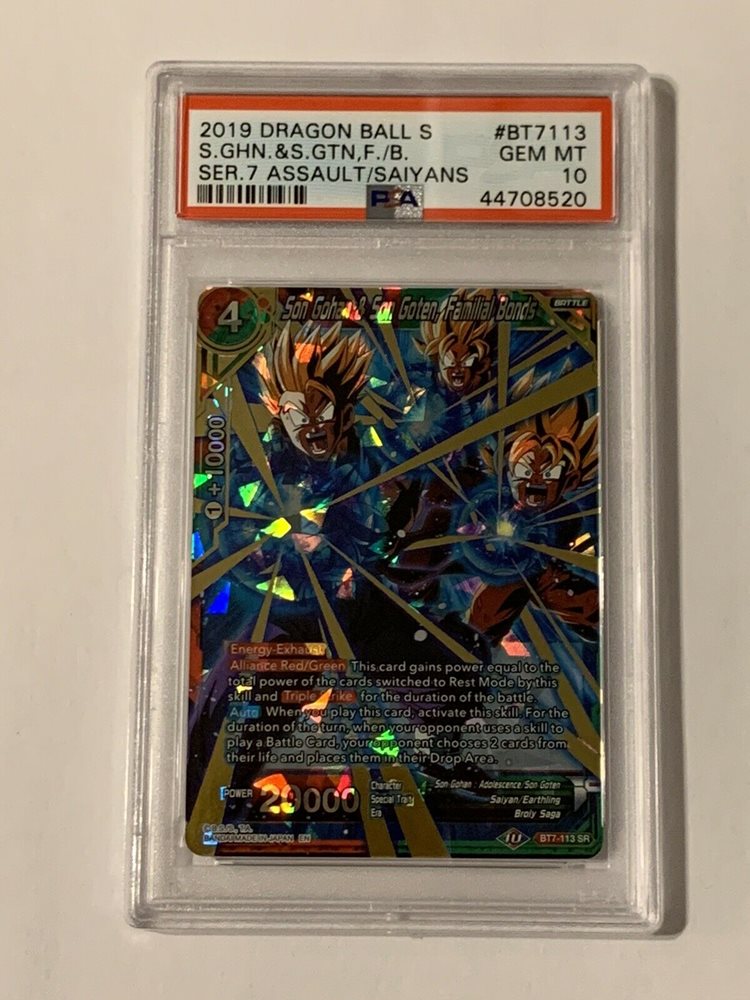 2019 DRAGON BALL S #BT7113
S.GHN.&S.GTN,F./B. GEM MT
SER.7 ASSAULT/SAIYANS 10
PSA 44708520
4 Son Gohan & Son Goten, Familial Bonds BATTLE
1 + 10000
Energy-Exhaust
Alliance Red/Green This card gains power equal to the
total power of the cards switched to Rest Mode by this
skill and Triple Strike for the duration of the battle.
Auto When you play this card, activate this skill. For the
duration of the turn, when your opponent uses a skill to
play a Battle Card, your opponent chooses 2 cards from
their life and places them in their Drop Area.
POWER 29000
Character Son Gohan : Adolescence/Son Goten
Special Trait Saiyan/Earthling
Era Broly Saga
©B.S./S., T.A.
BANDAI MADE IN JAPAN EN
BT7-113 SR